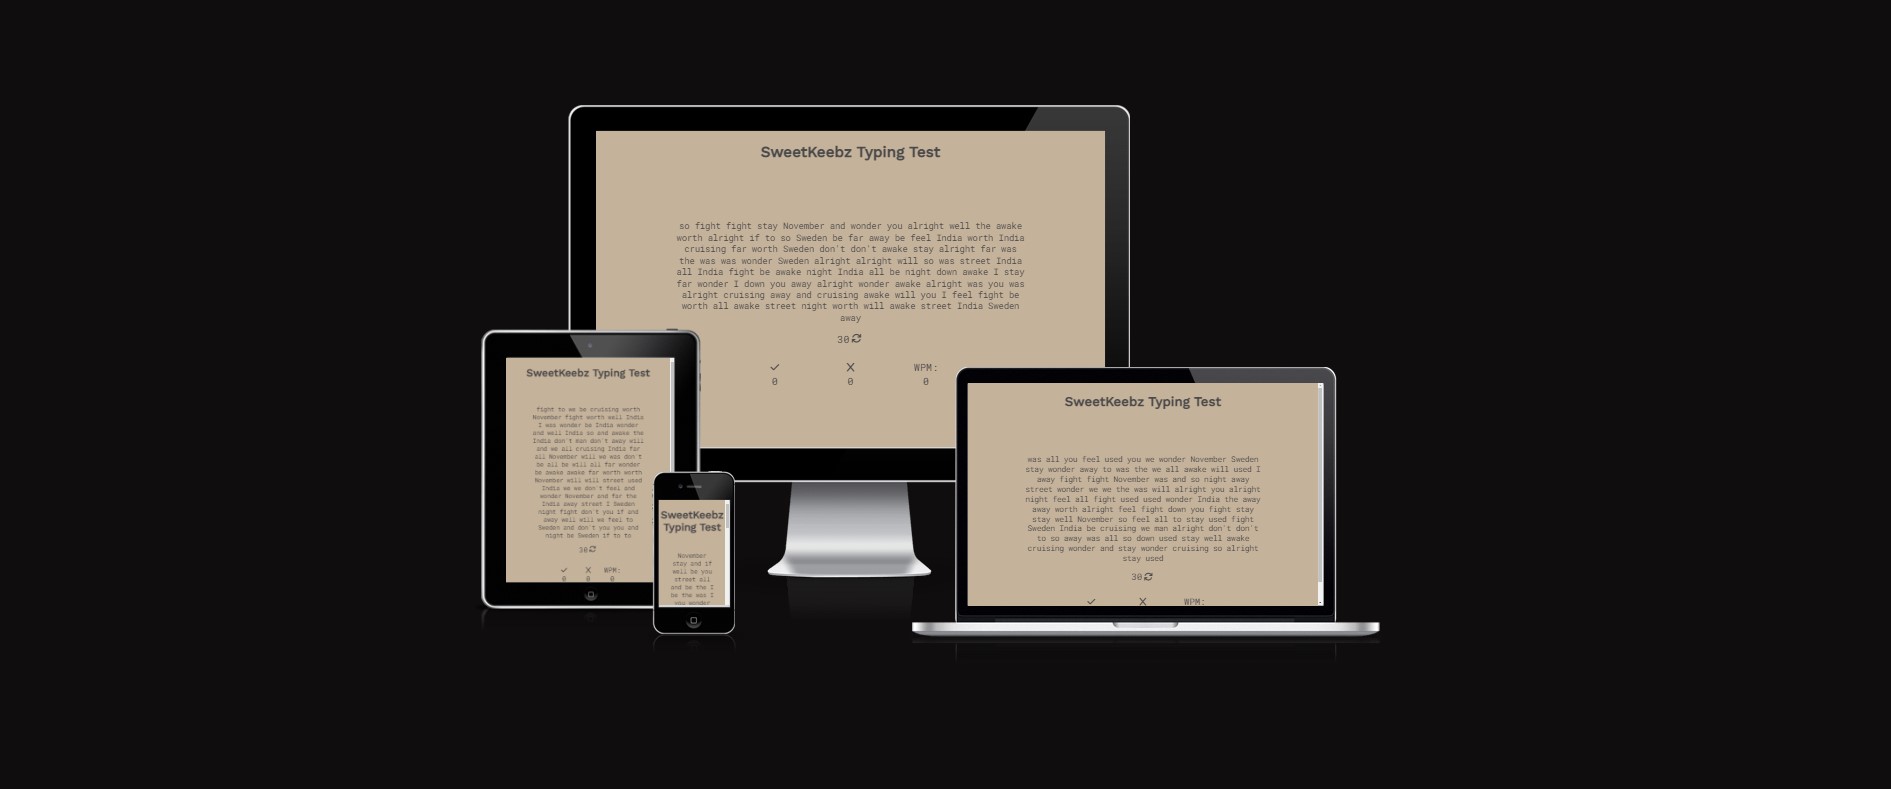 SweetKeebz Typing Test
so fight fight stay November and wonder you alright well the awake
worth alright if to so Sweden be far away be feel India worth India
cruising far worth Sweden don't don't awake stay alright far was
the was was wonder Sweden alright alright will so was street India
all India fight be awake night India all be night down awake I stay
far wonder I down you away alright wonder awake alright was you was
alright cruising away and cruising awake will you I feel fight be
worth all awake street night worth will awake street India Sweden
away
30
✓ X WPM:
0 0 0
SweetKeebz Typing Test
fight to we be cruising worth
November fight worth well India
I was wonder be India wonder
and well India so and awake the
India don't man don't away will
and we all cruising India far
all November will we was don't
be all be will all far wonder
be awake awake far worth worth
November will will street used
India we we don't feel and
wonder November and far the
India away street I Sweden
night fight don't you if and
away well will we feel to
Sweden and don't you you and
night be Sweden if to to
30
✓ X WPM:
0 0 0
SweetKeebz
Typing Test
November
stay and if
well be you
street all
and be the I
be the was I
you wonder
SweetKeebz Typing Test
was all you feel used you we wonder November Sweden
stay wonder away to was the we all awake will used I
away fight fight November was and so night away
street wonder we we the was will alright you alright
night feel all fight used used wonder India the away
away worth alright feel fight down you fight stay
stay well November so feel all to stay used fight
Sweden India be cruising we man alright don't don't
to so away was all so down used stay well awake
cruising wonder and stay wonder cruising so alright
stay used
30
✓ X WPM: